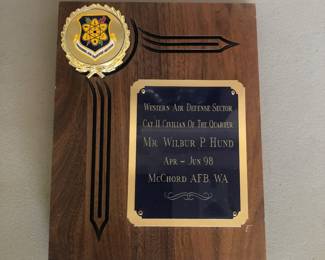 Western Air Defense Sector
Cat II Civilian Of The Quarter
Mr. Wilbur P. Hund
Apr – Jun 98
McChord AFB, WA